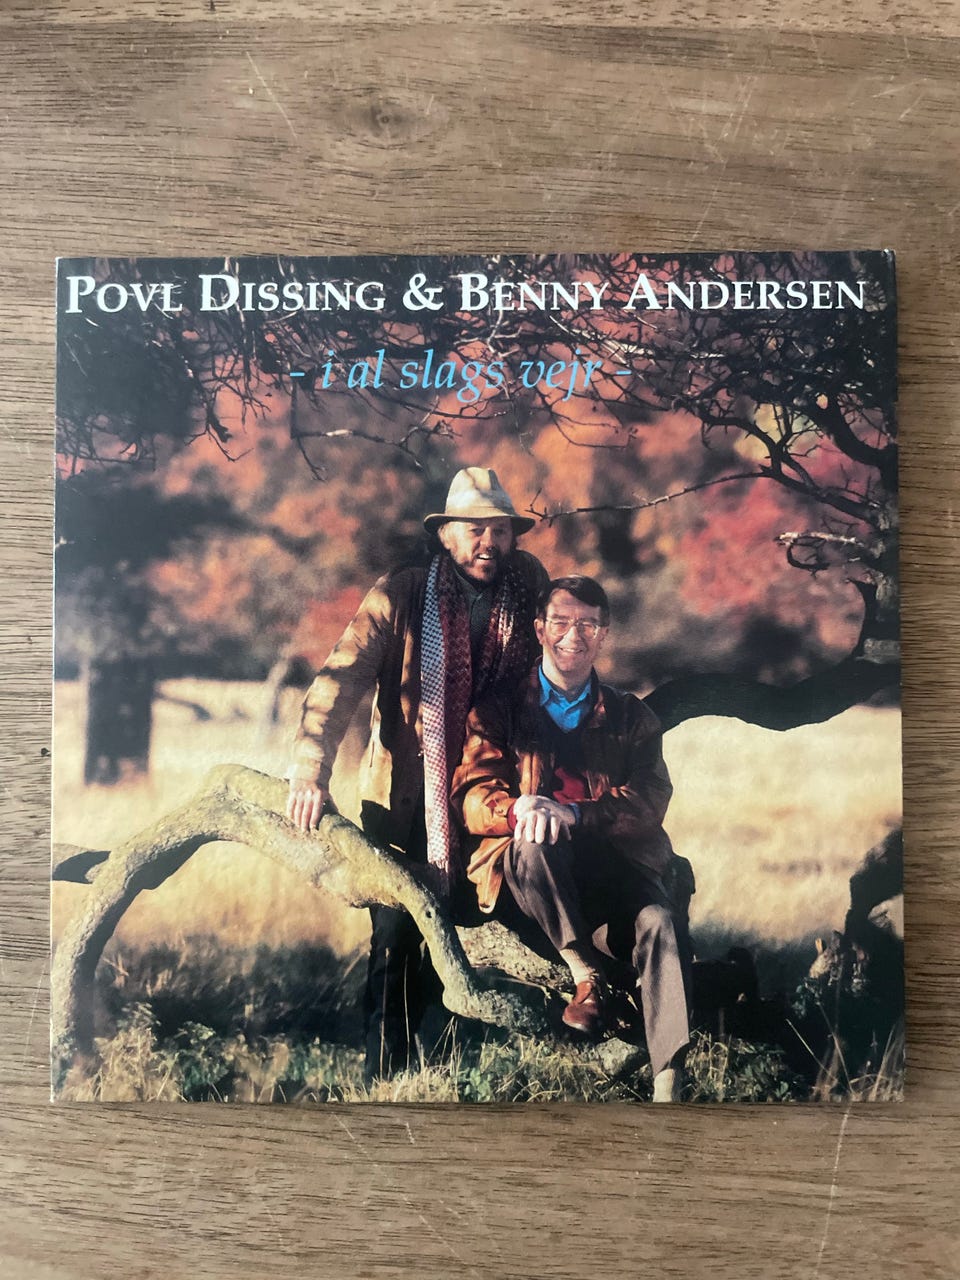 POVL DISSING & BENNY ANDERSEN
- i al slags vejr -